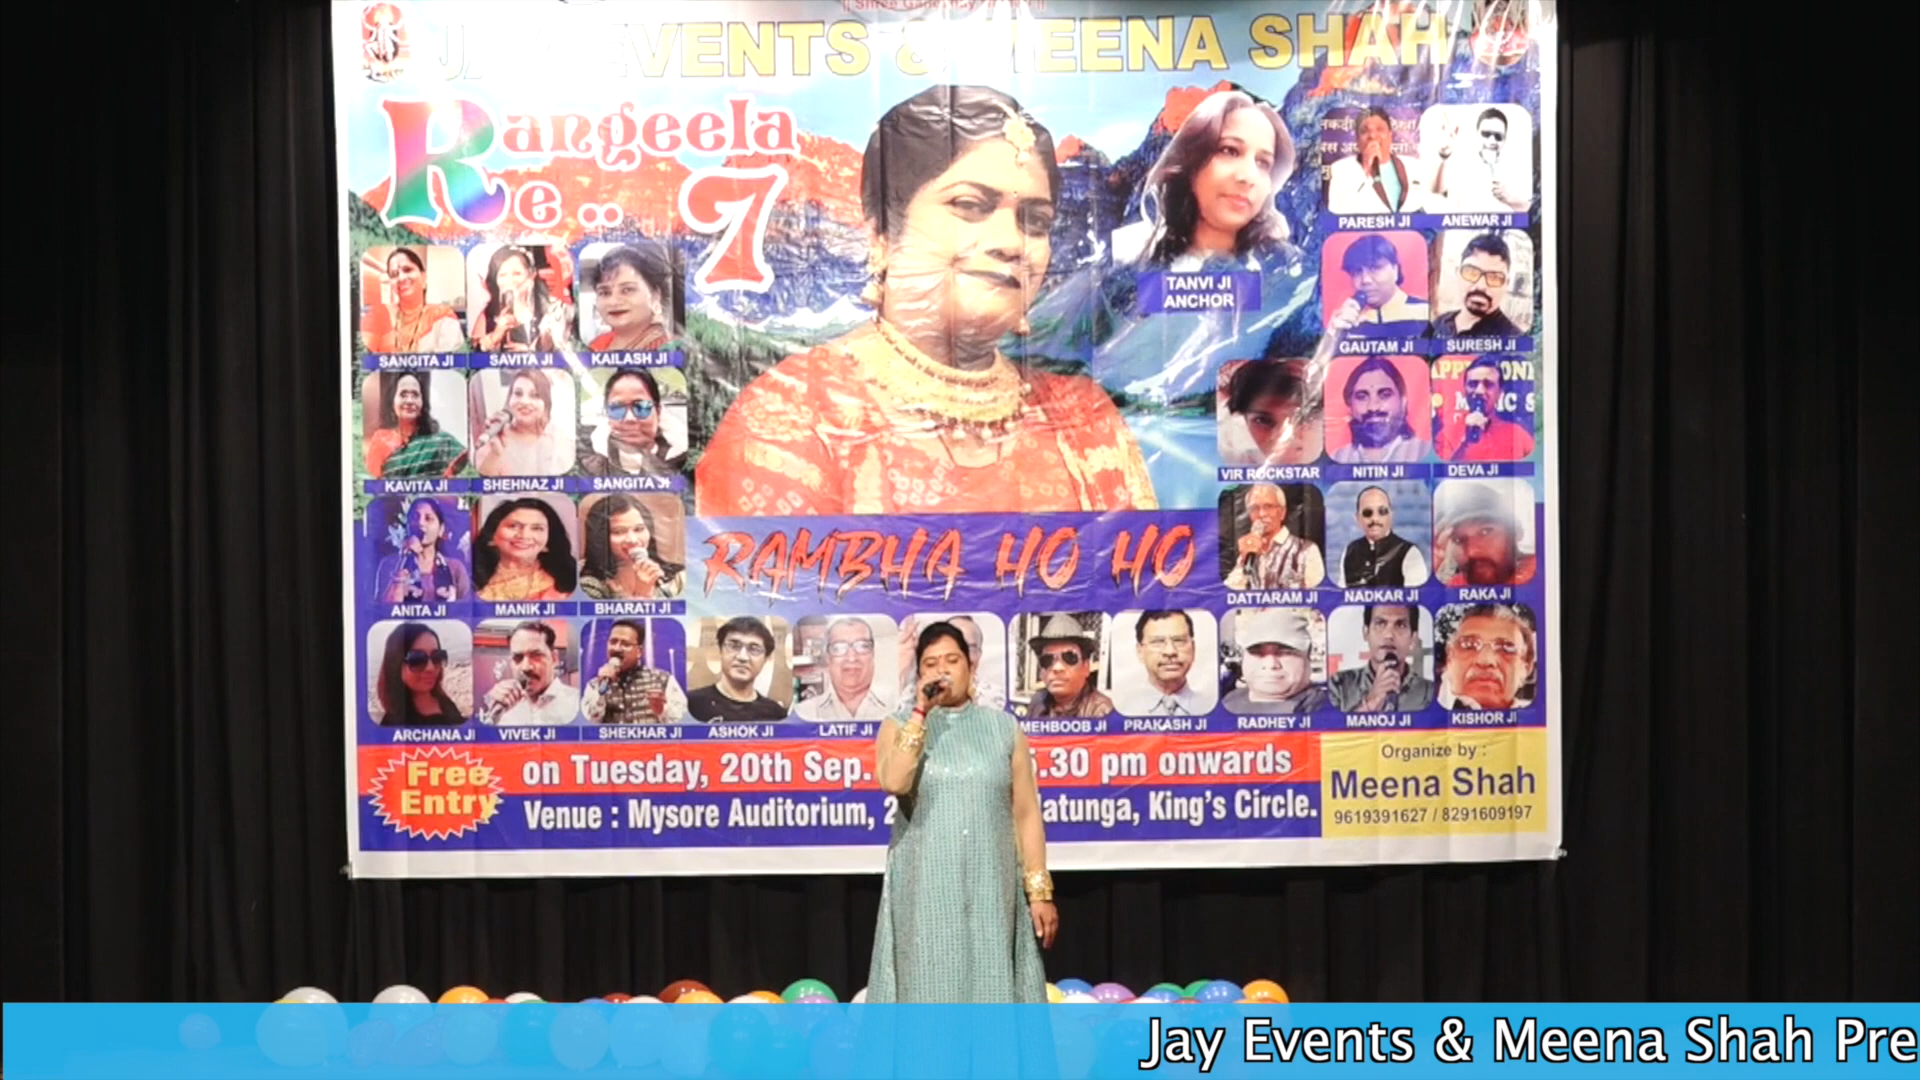 EVENTS & MEENA SHAH
Rangeela
Re .. 7
TANVI JI
ANCHOR
PARESH JI ANEWAR JI
GAUTAM JI SURESH JI
SANGITA JI SAVITA JI KAILASH JI
VIR ROCKSTAR NITIN JI DEVA JI
KAVITA JI SHEHNAZ JI SANGITA JI
RAMBHA HO HO
DATTARAM JI NADKAR JI RAKA JI
ANITA JI MANIK JI BHARATI JI
ARCHANA JI VIVEK JI SHEKHAR JI ASHOK JI LATIF JI MEHBOOB JI PRAKASH JI RADHEY JI MANOJ JI KISHOR JI
Free
Entry
on Tuesday, 20th Sep. 5.30 pm onwards
Venue : Mysore Auditorium, 2 atunga, King's Circle.
Organize by :
Meena Shah
9619391627 / 8291609197
Jay Events & Meena Shah Pre